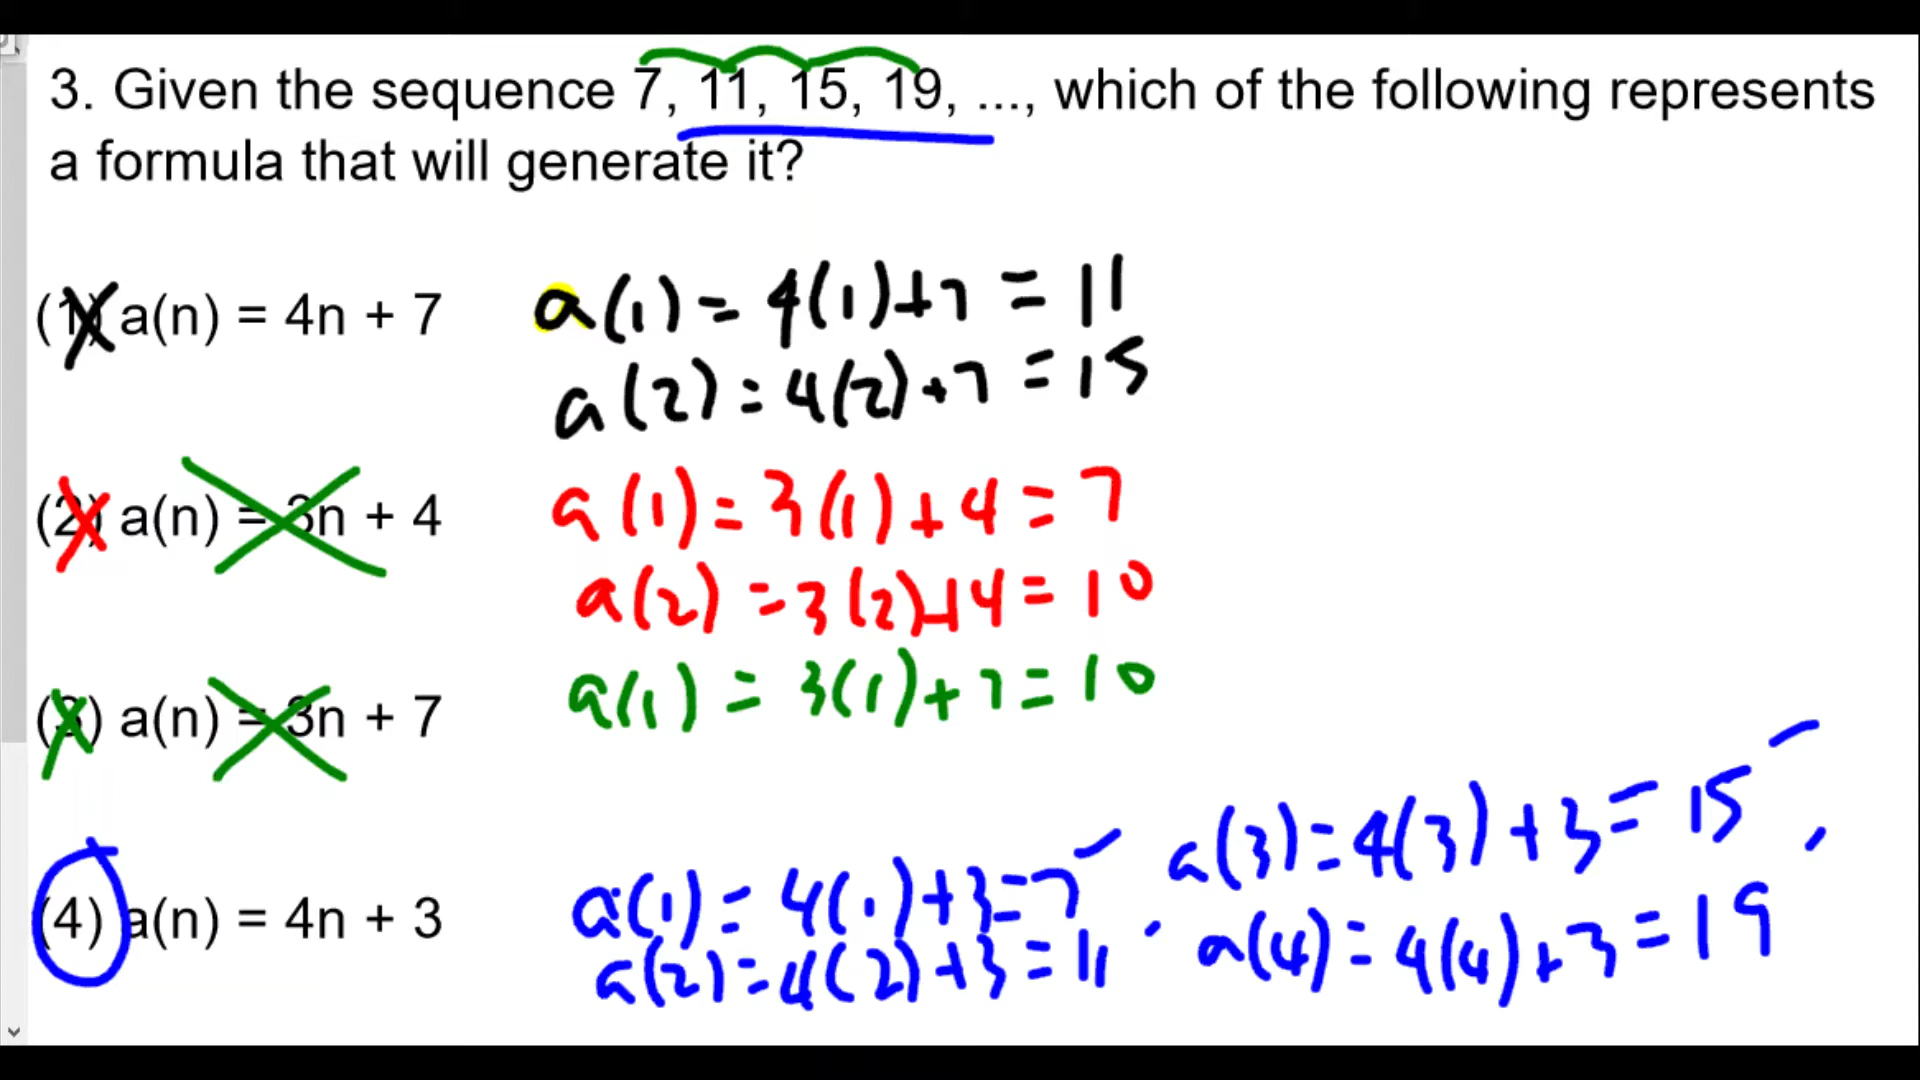 3. Given the sequence 7, 11, 15, 19, ..., which of the following represents
a formula that will generate it?
(1) a(n) = 4n + 7
a(1) = 4(1)+7 = 11
a(2) = 4(2)+7 = 15
(2) a(n) = 3n + 4
a(1) = 3(1)+4 = 7
a(2) = 3(2)+4 = 10
(3) a(n) = 3n + 7
a(1) = 3(1)+7 = 10
(4) a(n) = 4n + 3
a(1) = 4(1)+3 = 7
a(2) = 4(2)+3 = 11
a(3) = 4(3)+3 = 15
a(4) = 4(4)+3 = 19